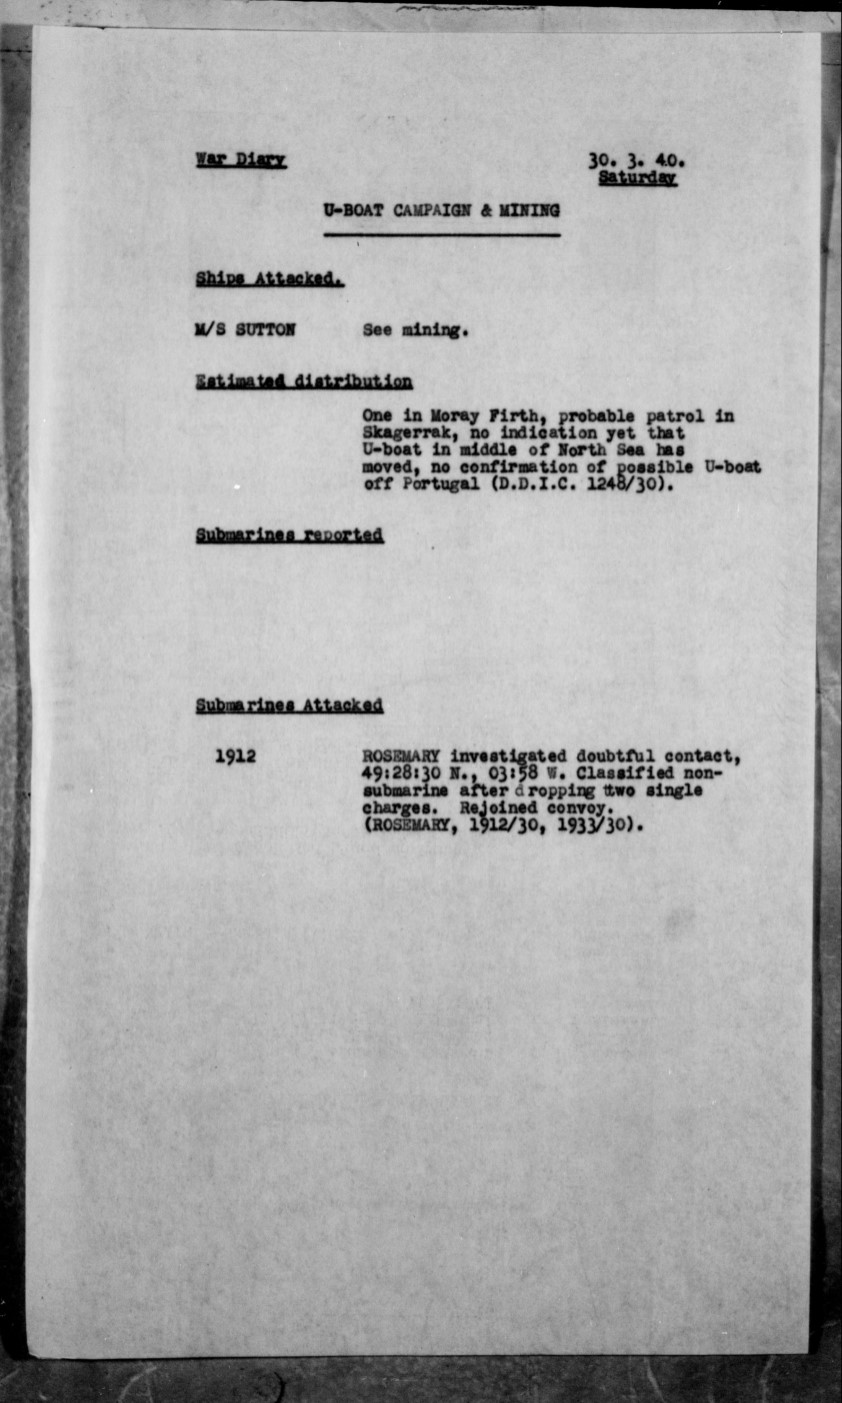 War Diary
30. 3. 40.
Saturday
U-BOAT CAMPAIGN & MINING
Ships Attacked.
M/S SUTTON See mining.
Estimated distribution
One in Moray Firth, probable patrol in
Skagerrak, no indication yet that
U-boat in middle of North Sea has
moved, no confirmation of possible U-boat
off Portugal (D.D.I.C. 1248/30).
Submarines reported
Submarines Attacked
1912 ROSEMARY investigated doubtful contact,
49:28:30 N., 03:58 W. Classified non-
submarine after dropping ttwo single
charges. Rejoined convoy.
(ROSEMARY, 1912/30, 1933/30).